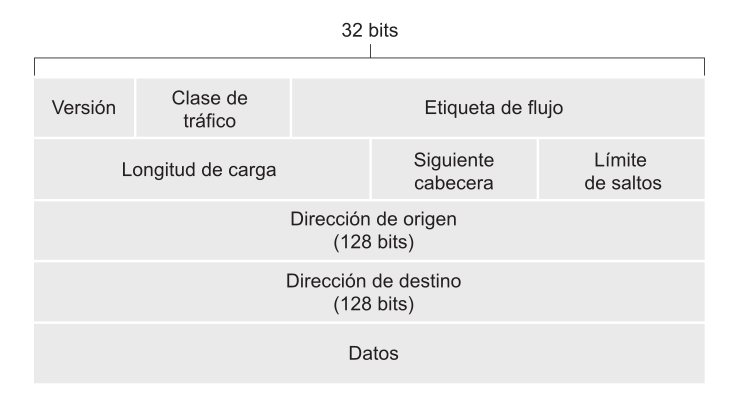 32 bits
Versión
Clase de
tráfico
Etiqueta de flujo
Longitud de carga
Siguiente
cabecera
Límite
de saltos
Dirección de origen
(128 bits)
Dirección de destino
(128 bits)
Datos